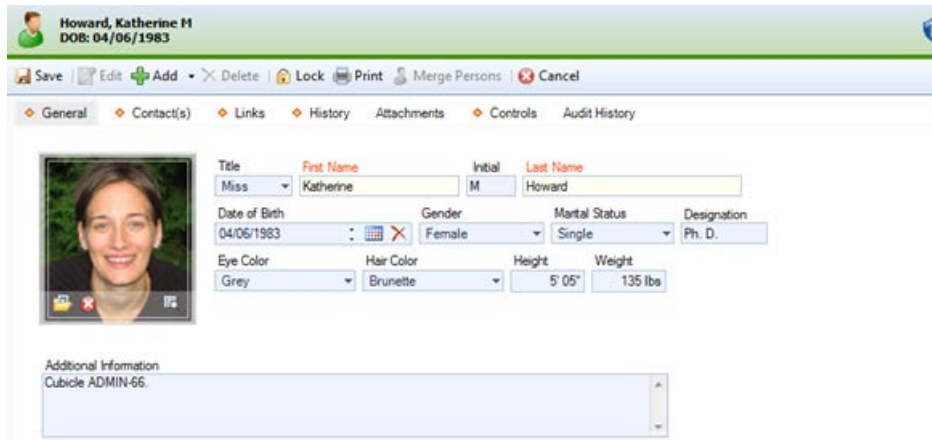 Howard, Katherine M
DOB: 04/06/1983
Save Edit Add Delete Lock Print Merge Persons Cancel
General Contact(s) Links History Attachments Controls Audit History
Title First Name Initial Last Name
Miss Katherine M Howard
Date of Birth Gender Marital Status Designation
04/06/1983 Female Single Ph. D.
Eye Color Hair Color Height Weight
Grey Brunette 5' 05" 135 lbs
Additional Information
Cubicle ADMIN-66.